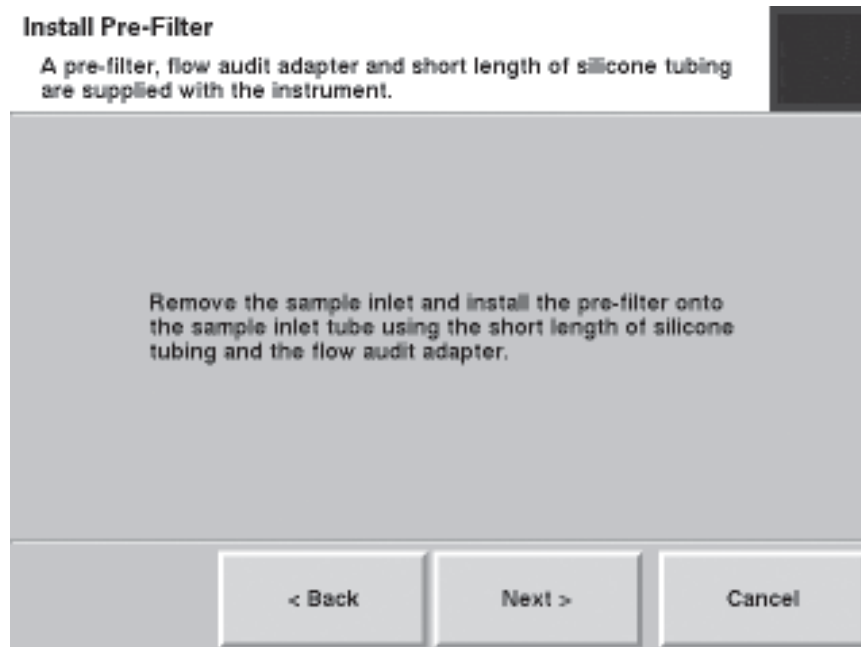 Install Pre-Filter
A pre-filter, flow audit adapter and short length of silicone tubing
are supplied with the instrument.
Remove the sample inlet and install the pre-filter onto
the sample inlet tube using the short length of silicone
tubing and the flow audit adapter.
< Back
Next >
Cancel